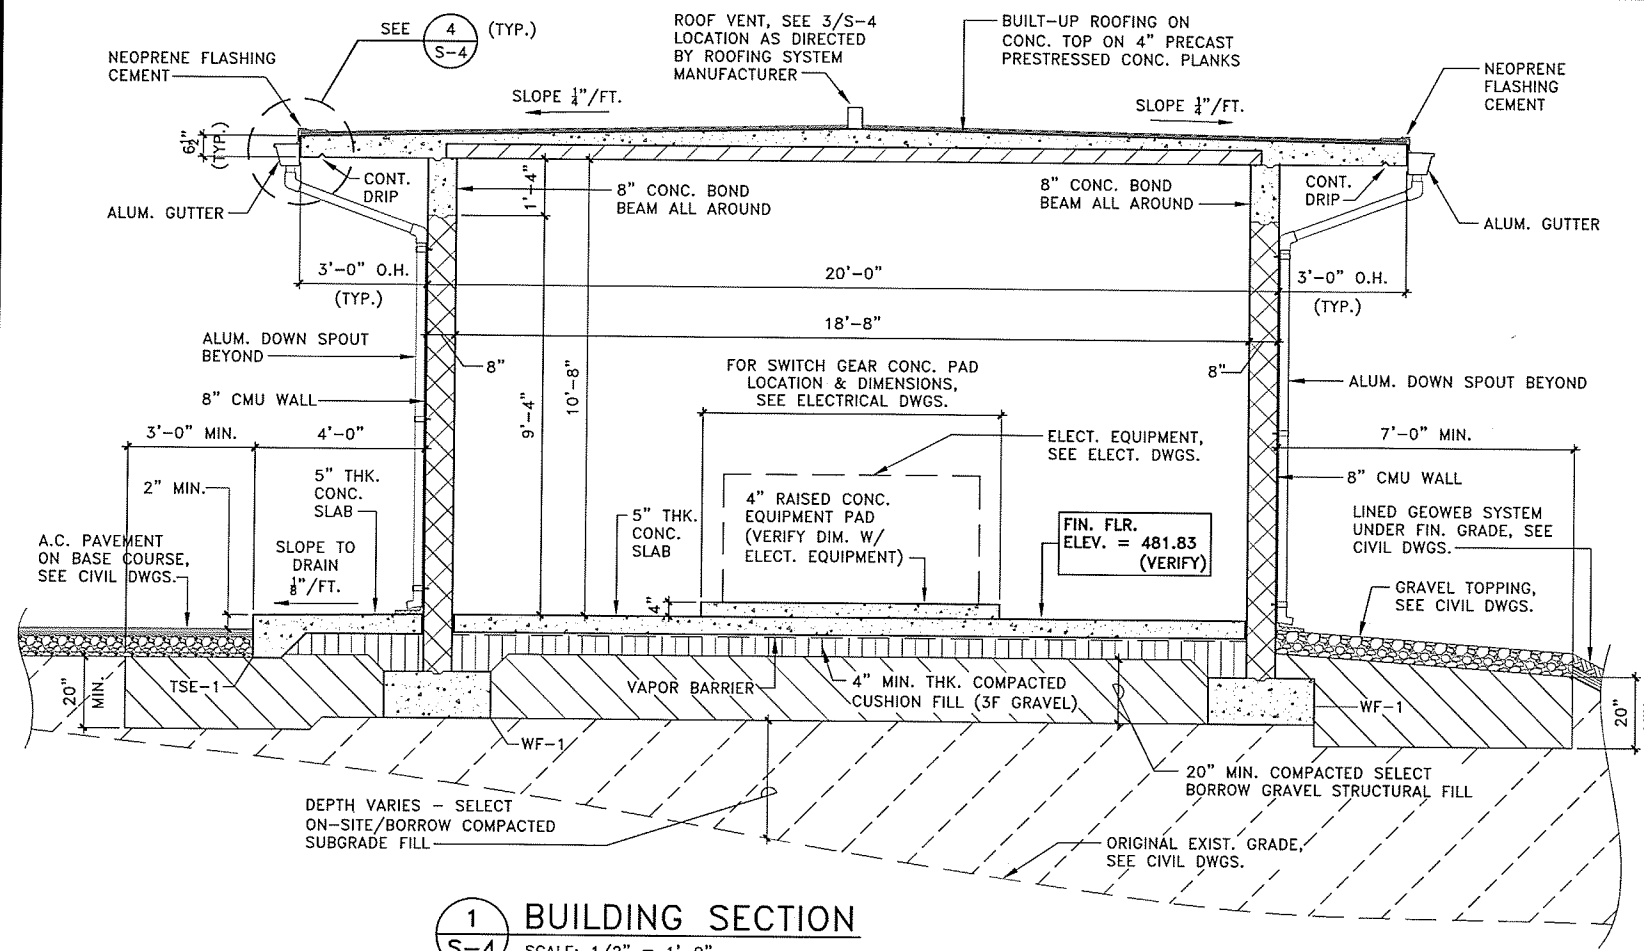 SEE 4 (TYP.)
S-4
NEOPRENE FLASHING
CEMENT
ROOF VENT, SEE 3/S-4
LOCATION AS DIRECTED
BY ROOFING SYSTEM
MANUFACTURER
BUILT-UP ROOFING ON
CONC. TOP ON 4" PRECAST
PRESTRESSED CONC. PLANKS
NEOPRENE
FLASHING
CEMENT
SLOPE 1/4"/FT.
SLOPE 1/4"/FT.
6 1/2"
(TYP.)
CONT.
DRIP
ALUM. GUTTER
1'-4"
8" CONC. BOND
BEAM ALL AROUND
8" CONC. BOND
BEAM ALL AROUND
CONT.
DRIP
ALUM. GUTTER
3'-0" O.H.
(TYP.)
20'-0"
3'-0" O.H.
(TYP.)
18'-8"
ALUM. DOWN SPOUT
BEYOND
8"
8"
9'-4"
10'-8"
FOR SWITCH GEAR CONC. PAD
LOCATION & DIMENSIONS,
SEE ELECTRICAL DWGS.
ALUM. DOWN SPOUT BEYOND
8" CMU WALL
3'-0" MIN.
4'-0"
7'-0" MIN.
ELECT. EQUIPMENT,
SEE ELECT. DWGS.
8" CMU WALL
2" MIN.
5" THK.
CONC.
SLAB
4" RAISED CONC.
EQUIPMENT PAD
(VERIFY DIM. W/
ELECT. EQUIPMENT)
5" THK.
CONC.
SLAB
FIN. FLR.
ELEV. = 481.83
(VERIFY)
LINED GEOWEB SYSTEM
UNDER FIN. GRADE, SEE
CIVIL DWGS.
A.C. PAVEMENT
ON BASE COURSE,
SEE CIVIL DWGS.
SLOPE TO
DRAIN
1/8"/FT.
4"
GRAVEL TOPPING,
SEE CIVIL DWGS.
20"
MIN.
TSE-1
VAPOR BARRIER
4" MIN. THK. COMPACTED
CUSHION FILL (3F GRAVEL)
WF-1
20"
WF-1
20" MIN. COMPACTED SELECT
BORROW GRAVEL STRUCTURAL FILL
DEPTH VARIES - SELECT
ON-SITE/BORROW COMPACTED
SUBGRADE FILL
ORIGINAL EXIST. GRADE,
SEE CIVIL DWGS.
1 BUILDING SECTION
S-4 SCALE: 1/2" = 1'-0"